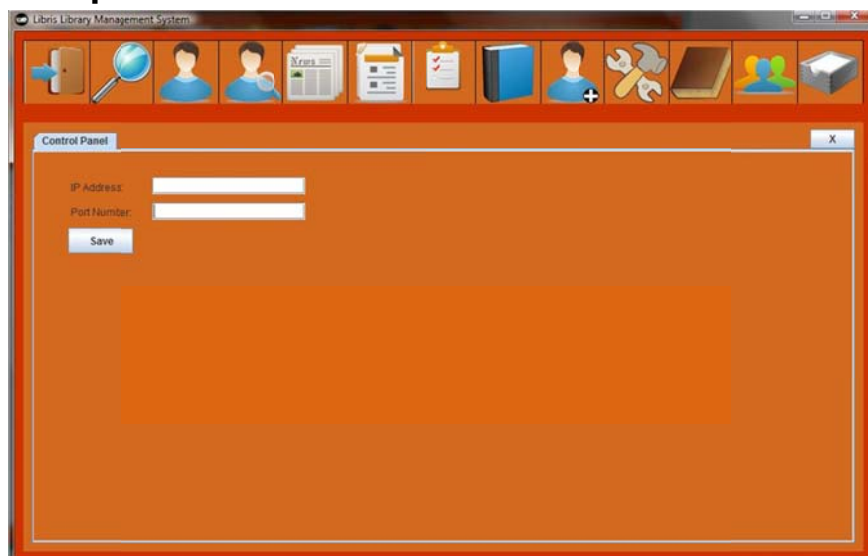 Libris Library Management System
News
Control Panel
X
IP Address:
Port Number:
Save